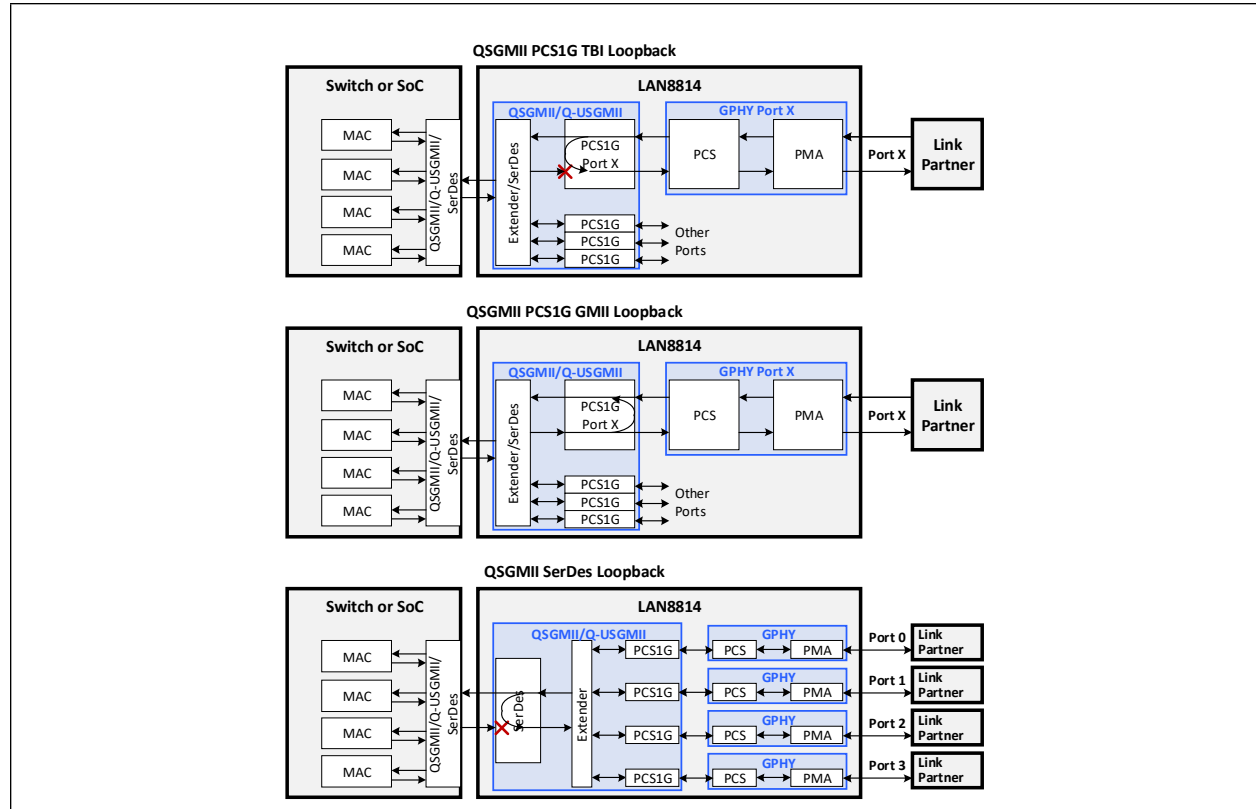 QSGMII PCS1G TBI Loopback
Switch or SoC
LAN8814
MAC
MAC
MAC
MAC
QSGMII/Q-USGMII/
SerDes
QSGMII/Q-USGMII
Extender/SerDes
PCS1G
Port X
PCS1G
PCS1G
PCS1G
Other
Ports
GPHY Port X
PCS
PMA
Port X
Link
Partner
QSGMII PCS1G GMII Loopback
Switch or SoC
LAN8814
MAC
MAC
MAC
MAC
QSGMII/Q-USGMII/
SerDes
QSGMII/Q-USGMII
Extender/SerDes
PCS1G
Port X
PCS1G
PCS1G
PCS1G
Other
Ports
GPHY Port X
PCS
PMA
Port X
Link
Partner
QSGMII SerDes Loopback
Switch or SoC
LAN8814
MAC
MAC
MAC
MAC
QSGMII/Q-USGMII/
SerDes
QSGMII/Q-USGMII
SerDes
Extender
PCS1G
GPHY
PCS
PMA
Port 0
Link
Partner
PCS1G
GPHY
PCS
PMA
Port 1
Link
Partner
PCS1G
GPHY
PCS
PMA
Port 2
Link
Partner
PCS1G
GPHY
PCS
PMA
Port 3
Link
Partner